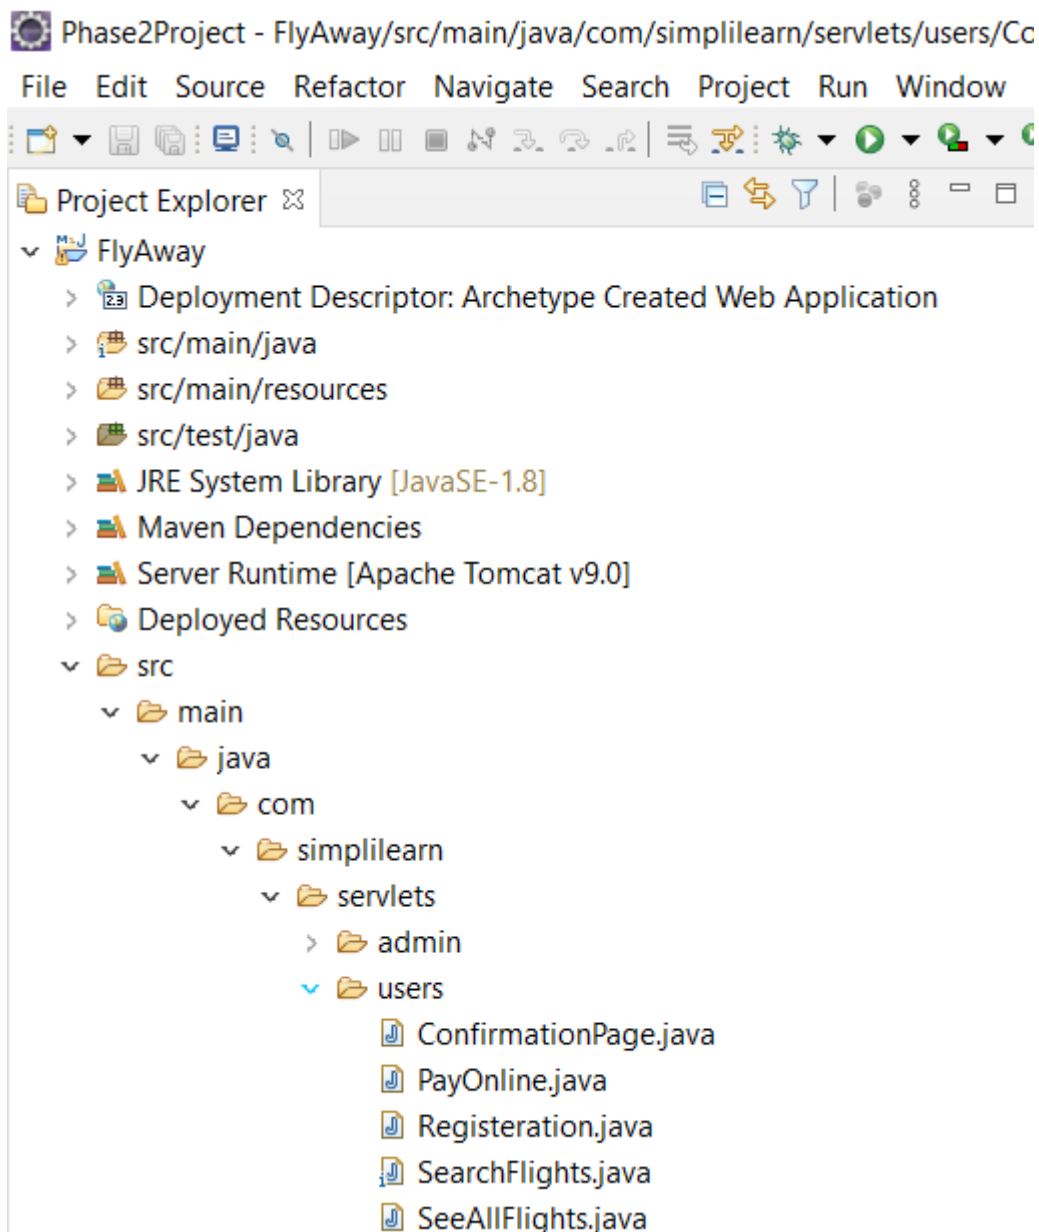 Phase2Project - FlyAway/src/main/java/com/simplilearn/servlets/users/Co
File Edit Source Refactor Navigate Search Project Run Window
Project Explorer
FlyAway
Deployment Descriptor: Archetype Created Web Application
src/main/java
src/main/resources
src/test/java
JRE System Library [JavaSE-1.8]
Maven Dependencies
Server Runtime [Apache Tomcat v9.0]
Deployed Resources
src
main
java
com
simplilearn
servlets
admin
users
ConfirmationPage.java
PayOnline.java
Registeration.java
SearchFlights.java
SeeAllFlights.java